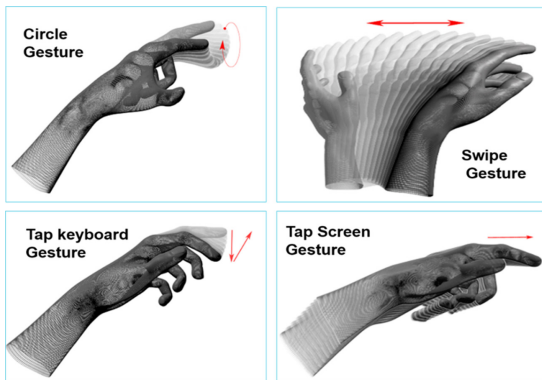 Circle
Gesture
Swipe
Gesture
Tap keyboard
Gesture
Tap Screen
Gesture